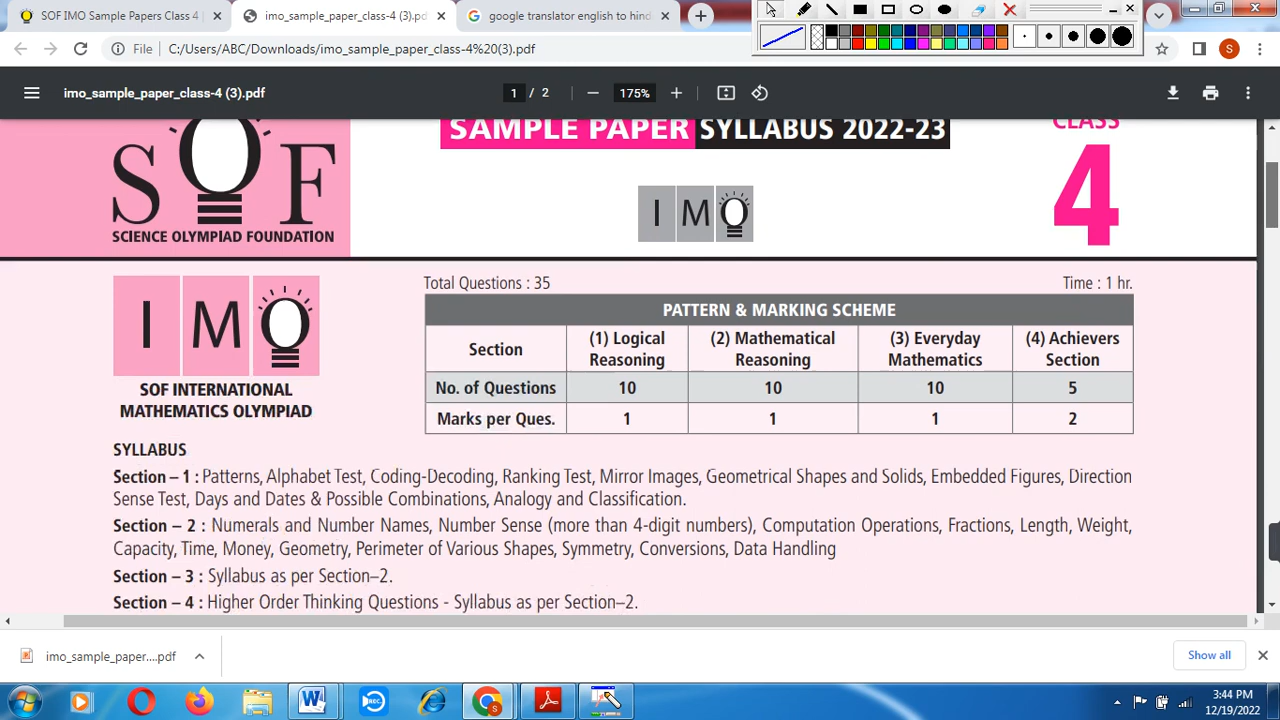 SOF IMO Sample Paper Class 4
imo_sample_paper_class-4 (3).pdf
google translate english to hind
File C:/Users/ABC/Downloads/imo_sample_paper_class-4%20(3).pdf
S
imo_sample_paper_class-4 (3).pdf
1 / 2
175%
SAMPLE PAPER SYLLABUS 2022-23
CLASS
4
SOF
SCIENCE OLYMPIAD FOUNDATION
IMO
IMO
SOF INTERNATIONAL
MATHEMATICS OLYMPIAD
Total Questions : 35 Time : 1 hr.
PATTERN & MARKING SCHEME
Section (1) Logical Reasoning (2) Mathematical Reasoning (3) Everyday Mathematics (4) Achievers Section
No. of Questions 10 10 10 5
Marks per Ques. 1 1 1 2
SYLLABUS
Section – 1 : Patterns, Alphabet Test, Coding-Decoding, Ranking Test, Mirror Images, Geometrical Shapes and Solids, Embedded Figures, Direction
Sense Test, Days and Dates & Possible Combinations, Analogy and Classification.
Section – 2 : Numerals and Number Names, Number Sense (more than 4-digit numbers), Computation Operations, Fractions, Length, Weight,
Capacity, Time, Money, Geometry, Perimeter of Various Shapes, Symmetry, Conversions, Data Handling
Section – 3 : Syllabus as per Section–2.
Section – 4 : Higher Order Thinking Questions - Syllabus as per Section–2.
imo_sample_paper....pdf
Show all
REC
3:44 PM
12/19/2022